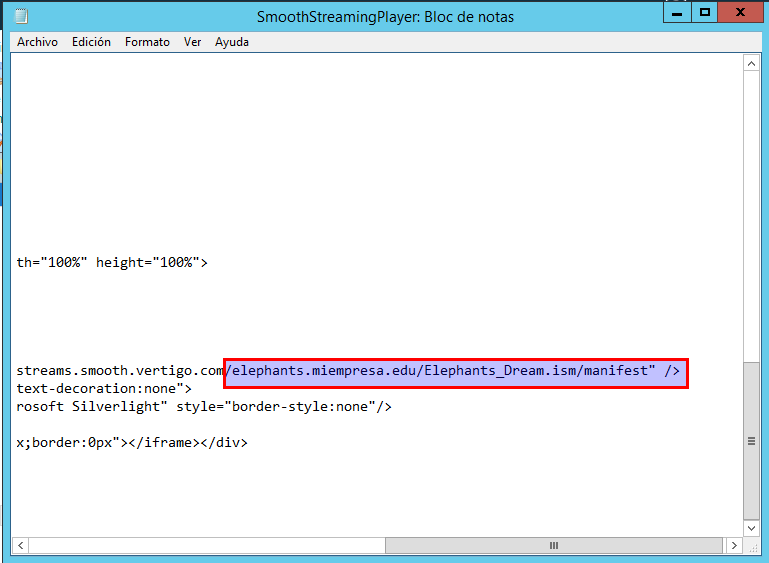 SmoothStreamingPlayer: Bloc de notas
Archivo Edición Formato Ver Ayuda
th="100%" height="100%">
streams.smooth.vertigo.com/elephants.miempresa.edu/Elephants_Dream.ism/manifest" />
text-decoration:none">
rosoft Silverlight" style="border-style:none"/>
x;border:0px"></iframe></div>